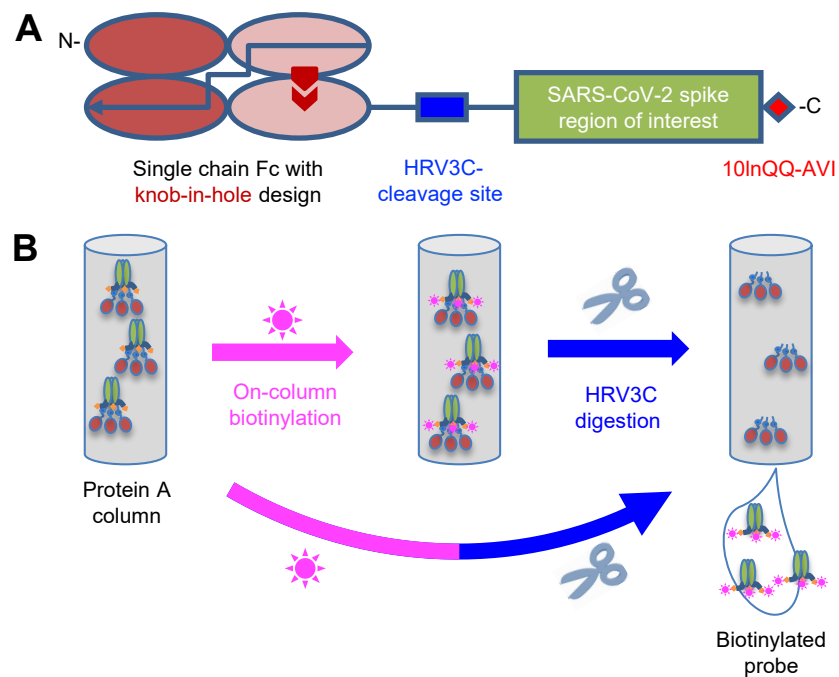 A
N-
SARS-CoV-2 spike
region of interest
-C
Single chain Fc with
knob-in-hole design
HRV3C-
cleavage site
10lnQQ-AVI
B
On-column
biotinylation
HRV3C
digestion
Protein A
column
Biotinylated
probe